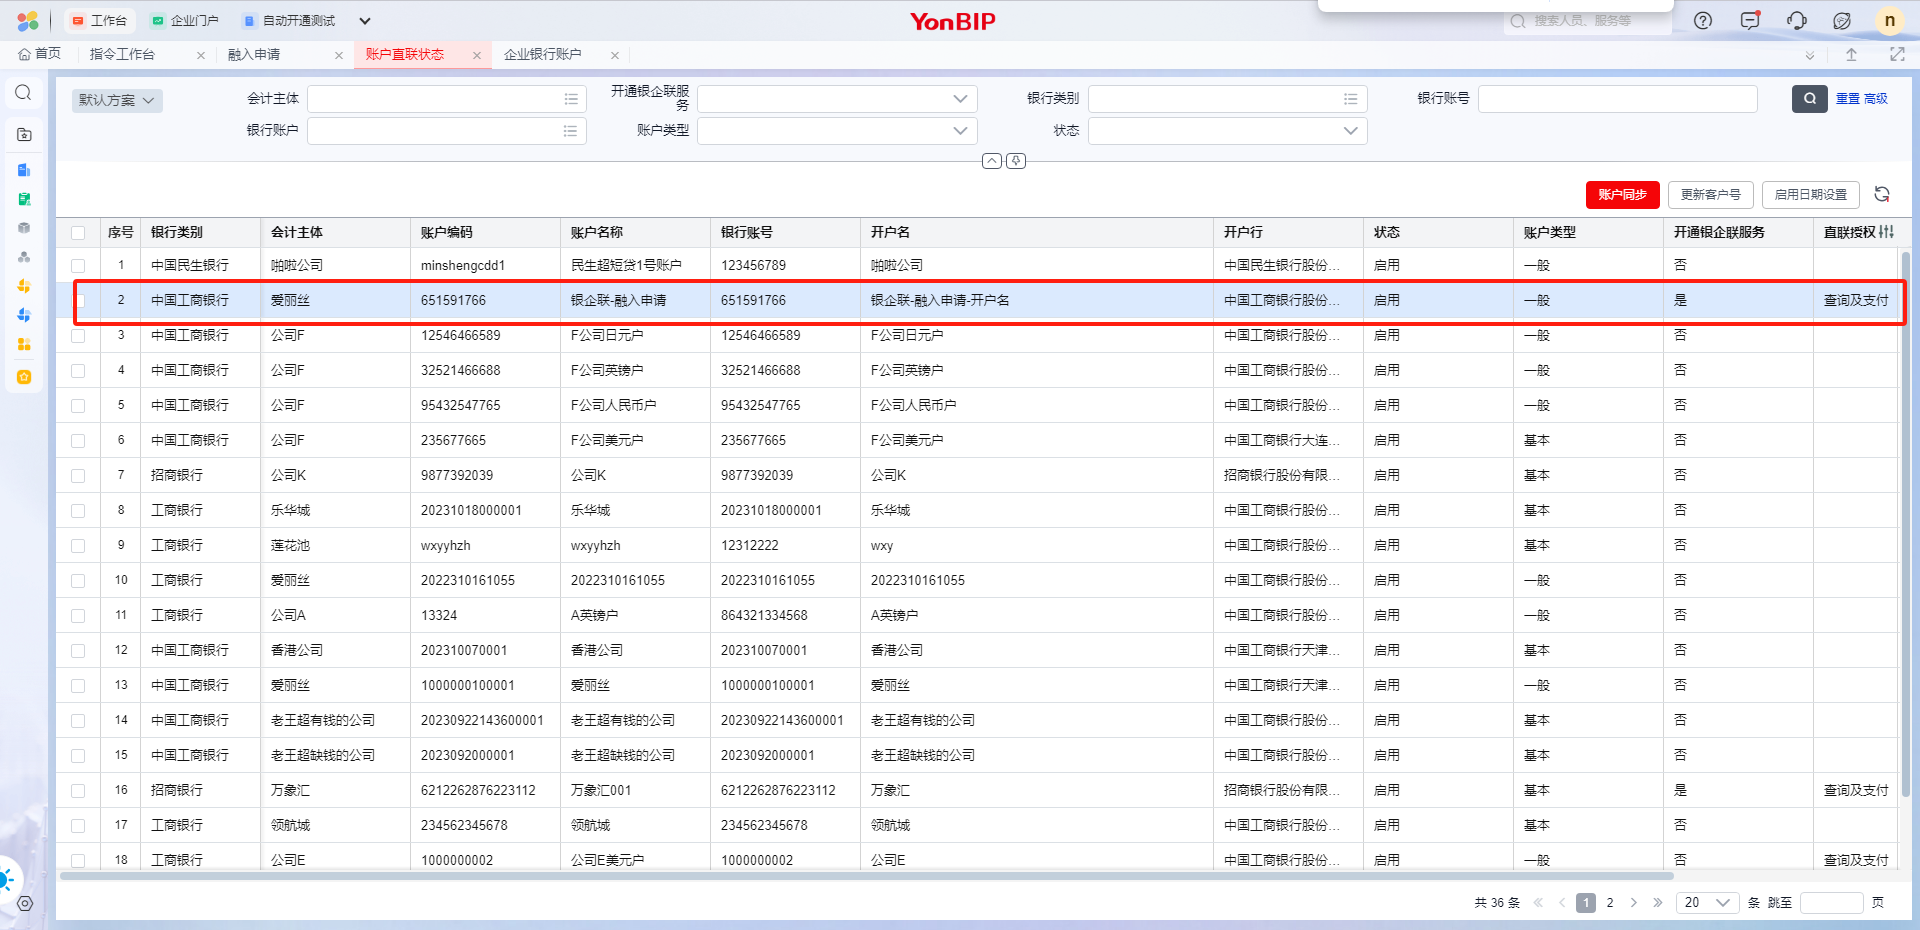 工作台 企业门户 自动开通测试 YonBIP 搜索人员、服务等 n
首页 指令工作台 融入申请 账户直联状态 企业银行账户
默认方案 会计主体 开通银企联服务 银行类别 银行账号 重置 高级
银行账户 账户类型 状态
账户同步 更新客户号 启用日期设置
序号 银行类别 会计主体 账户编码 账户名称 银行账号 开户名 开户行 状态 账户类型 开通银企联服务 直联授权
1 中国民生银行 啪啦公司 minshengcdd1 民生超短贷1号账户 123456789 啪啦公司 中国民生银行股份... 启用 一般 否
2 中国工商银行 爱丽丝 651591766 银企联-融入申请 651591766 银企联-融入申请-开户名 中国工商银行股份... 启用 一般 是 查询及支付
3 中国工商银行 公司F 12546466589 F公司日元户 12546466589 F公司日元户 中国工商银行股份... 启用 一般 否
4 中国工商银行 公司F 32521466688 F公司英镑户 32521466688 F公司英镑户 中国工商银行股份... 启用 一般 否
5 中国工商银行 公司F 95432547765 F公司人民币户 95432547765 F公司人民币户 中国工商银行股份... 启用 一般 否
6 中国工商银行 公司F 235677665 F公司美元户 235677665 F公司美元户 中国工商银行大连... 启用 基本 否
7 招商银行 公司K 9877392039 公司K 9877392039 公司K 招商银行股份有限... 启用 基本 否
8 工商银行 乐华城 20231018000001 乐华城 20231018000001 乐华城 中国工商银行股份... 启用 基本 否
9 工商银行 莲花池 wxyyhzh wxyyhzh 12312222 wxy 中国工商银行股份... 启用 基本 否
10 工商银行 爱丽丝 2022310161055 2022310161055 2022310161055 2022310161055 中国工商银行股份... 启用 一般 否
11 工商银行 公司A 13324 A英镑户 864321334568 A英镑户 中国工商银行股份... 启用 一般 否
12 中国工商银行 香港公司 202310070001 香港公司 202310070001 香港公司 中国工商银行天津... 启用 基本 否
13 中国工商银行 爱丽丝 1000000100001 爱丽丝 1000000100001 爱丽丝 中国工商银行天津... 启用 一般 否
14 中国工商银行 老王超有钱的公司 20230922143600001 老王超有钱的公司 20230922143600001 老王超有钱的公司 中国工商银行股份... 启用 基本 否
15 中国工商银行 老王超缺钱的公司 2023092000001 老王超缺钱的公司 2023092000001 老王超缺钱的公司 中国工商银行股份... 启用 基本 否
16 招商银行 万象汇 6212262876223112 万象汇001 6212262876223112 万象汇 招商银行股份有限... 启用 基本 是 查询及支付
17 工商银行 领航城 234562345678 领航城 234562345678 领航城 中国工商银行股份... 启用 基本 否
18 工商银行 公司E 1000000002 公司E美元户 1000000002 公司E 中国工商银行股份... 启用 一般 否 查询及支付
共 36 条 1 2 20 条 跳至 页